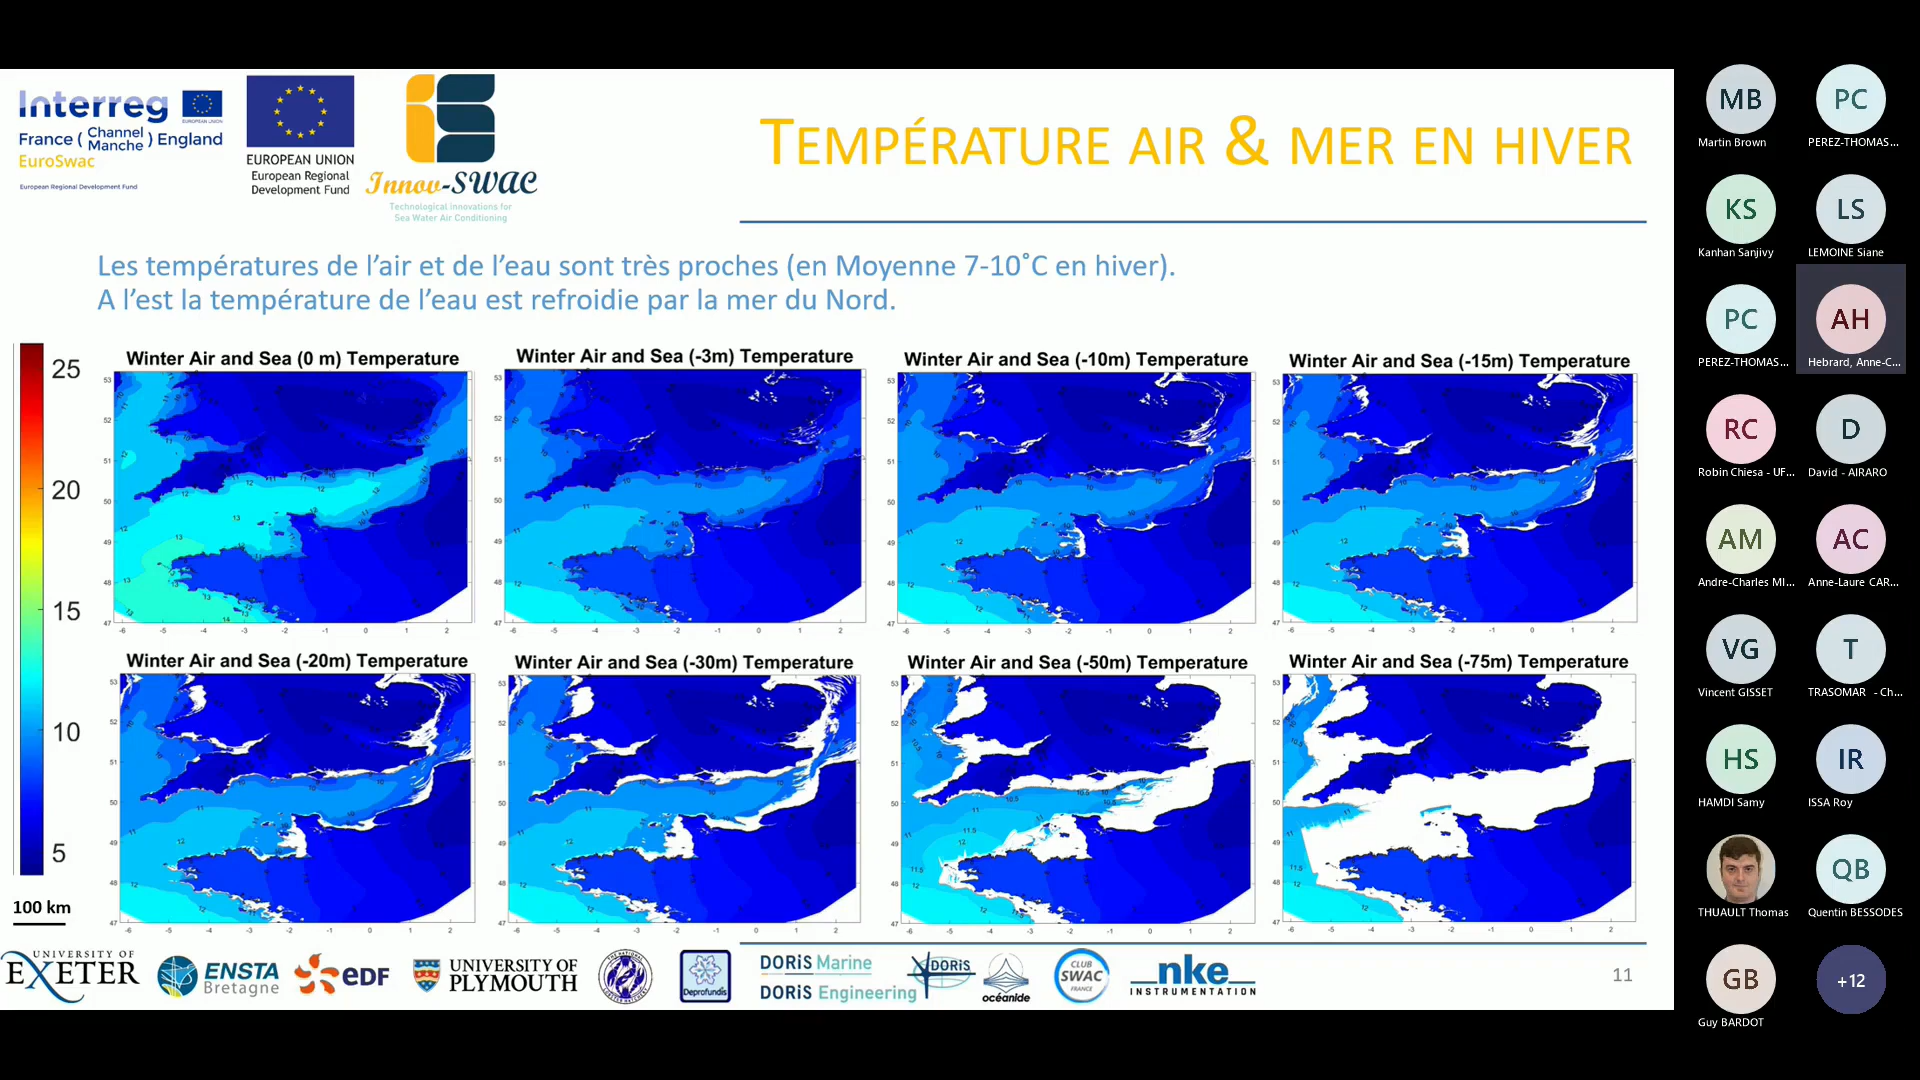 Interreg
EUROPEAN UNION
France ( Channel Manche ) England
EuroSwac
European Regional Development Fund
EUROPEAN UNION
European Regional
Development Fund
Innov-SWAC
Technological innovations for
Sea Water Air Conditioning
TEMPÉRATURE AIR & MER EN HIVER
Les températures de l’air et de l’eau sont très proches (en Moyenne 7-10˚C en hiver).
A l’est la température de l’eau est refroidie par la mer du Nord.
25
20
15
10
5
100 km
Winter Air and Sea (0 m) Temperature
Winter Air and Sea (-3m) Temperature
Winter Air and Sea (-10m) Temperature
Winter Air and Sea (-15m) Temperature
Winter Air and Sea (-20m) Temperature
Winter Air and Sea (-30m) Temperature
Winter Air and Sea (-50m) Temperature
Winter Air and Sea (-75m) Temperature
UNIVERSITY OF
EXETER
ENSTA
Bretagne
eDF
UNIVERSITY OF
PLYMOUTH
Deprofundis
DORiS Marine
DORiS Engineering
DORiS
océanide
CLUB
SWAC
FRANCE
nke
INSTRUMENTATION
11
MB
Martin Brown
PC
PEREZ-THOMAS...
KS
Kanhan Sanjivy
LS
LEMOINE Siane
PC
PEREZ-THOMAS...
AH
Hebrard, Anne-C...
RC
Robin Chiesa - UF...
D
David - AIRARO
AM
Andre-Charles MI...
AC
Anne-Laure CAR...
VG
Vincent GISSET
T
TRASOMAR - Ch...
HS
HAMDI Samy
IR
ISSA Roy
THUAULT Thomas
QB
Quentin BESSODES
GB
Guy BARDOT
+12